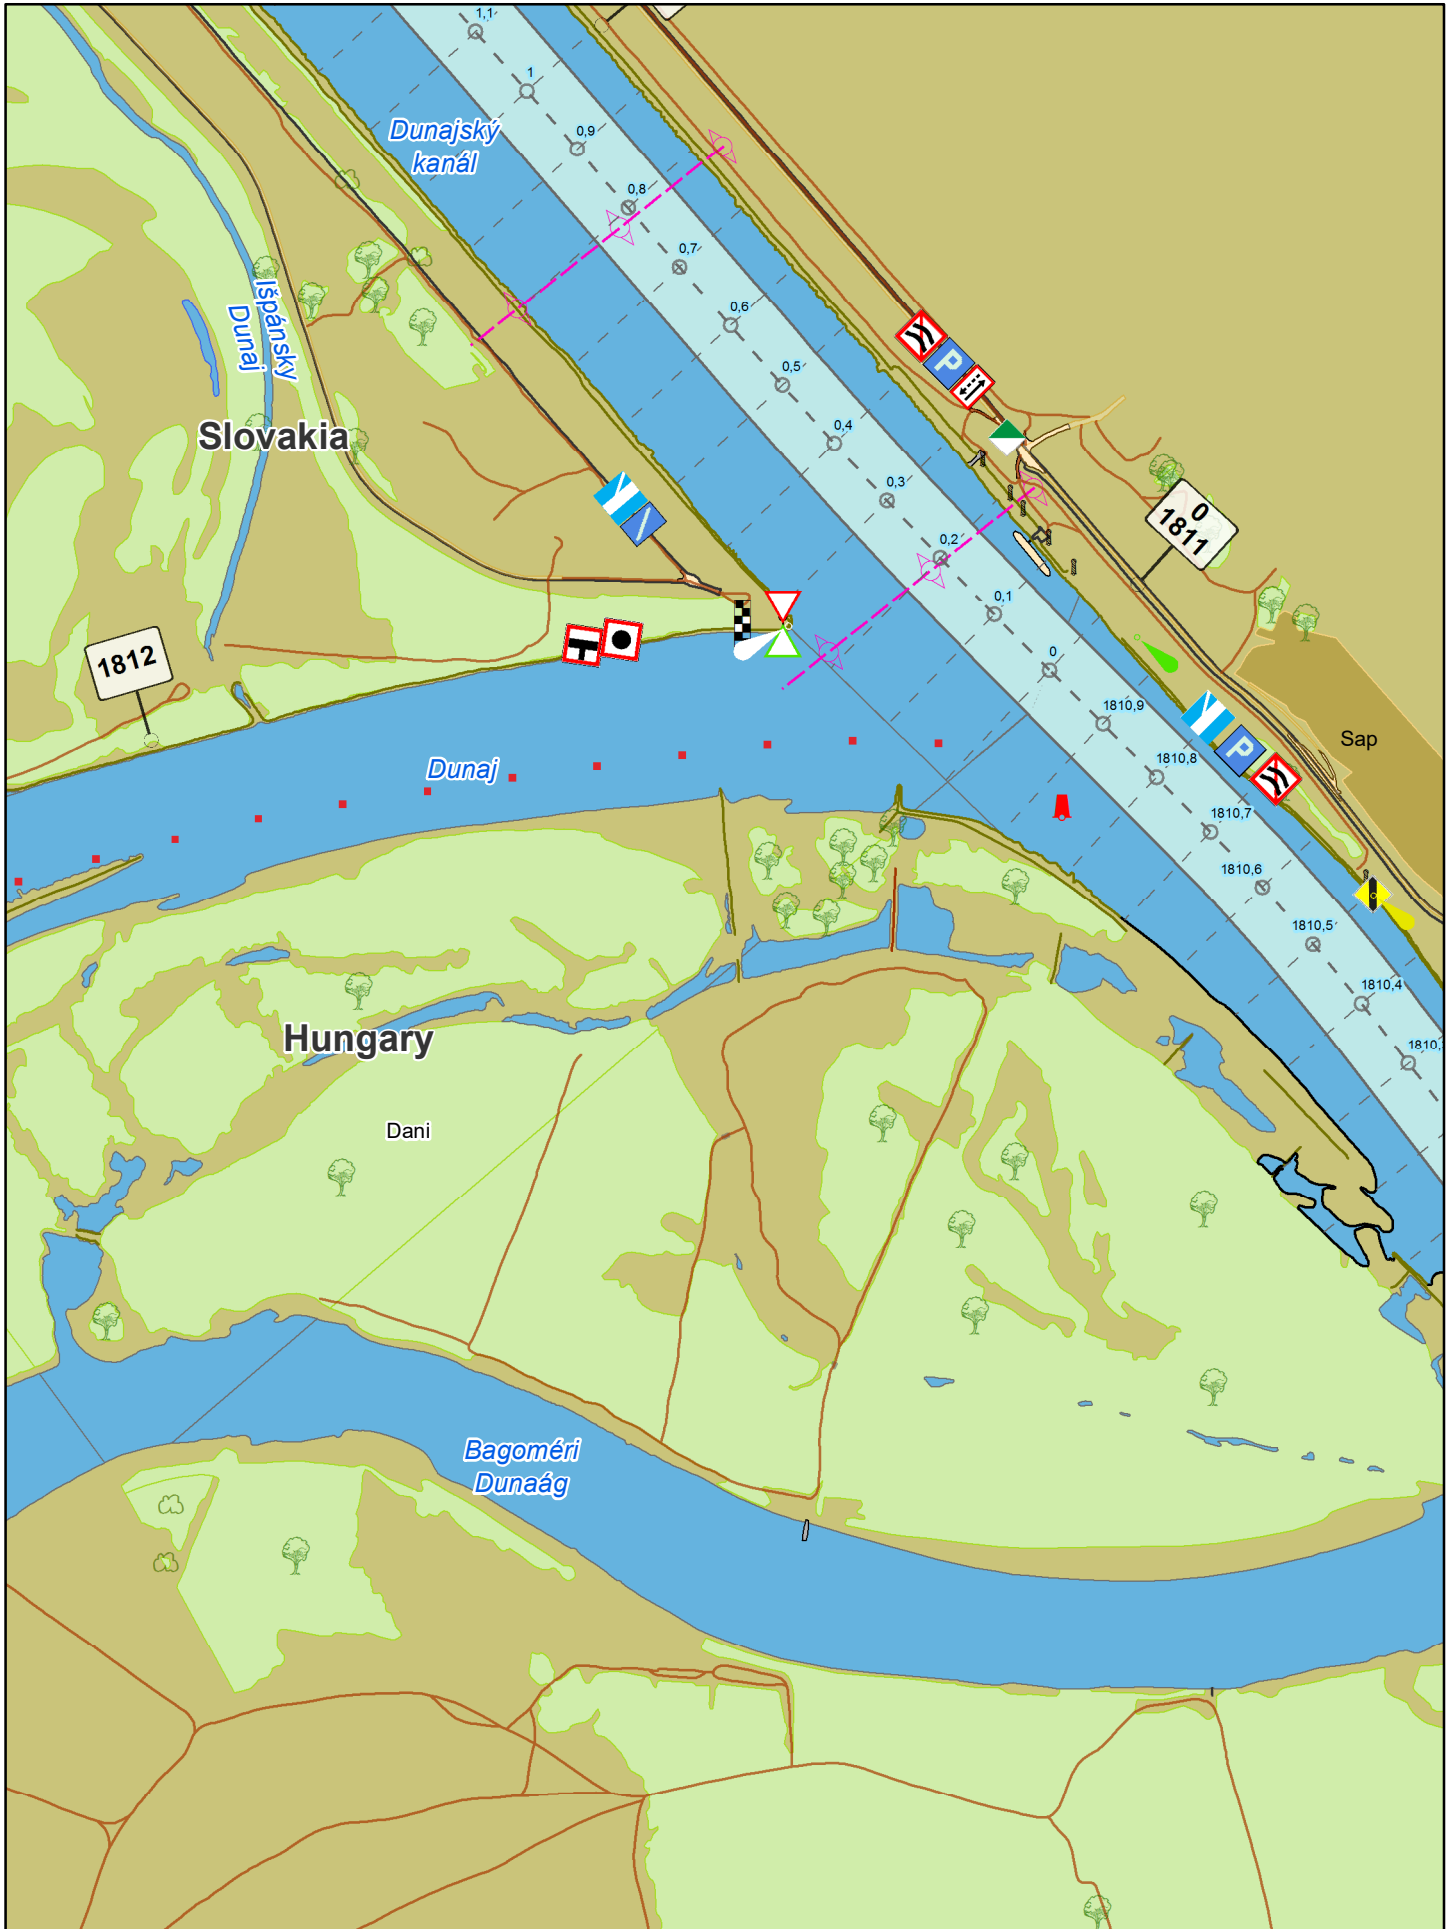 1,1
1
Dunajský
kanál
0,9
0,8
0,7
0,6
Išpánsky
Dunaj
P
0,5
Slovakia
0,4
0,3
0
1811
0,2
0,1
1812
0
1810,9
Sap
P
Dunaj
1810,8
1810,7
1810,6
1810,5
1810,4
Hungary
1810,
Dani
Bagoméri
Dunaág